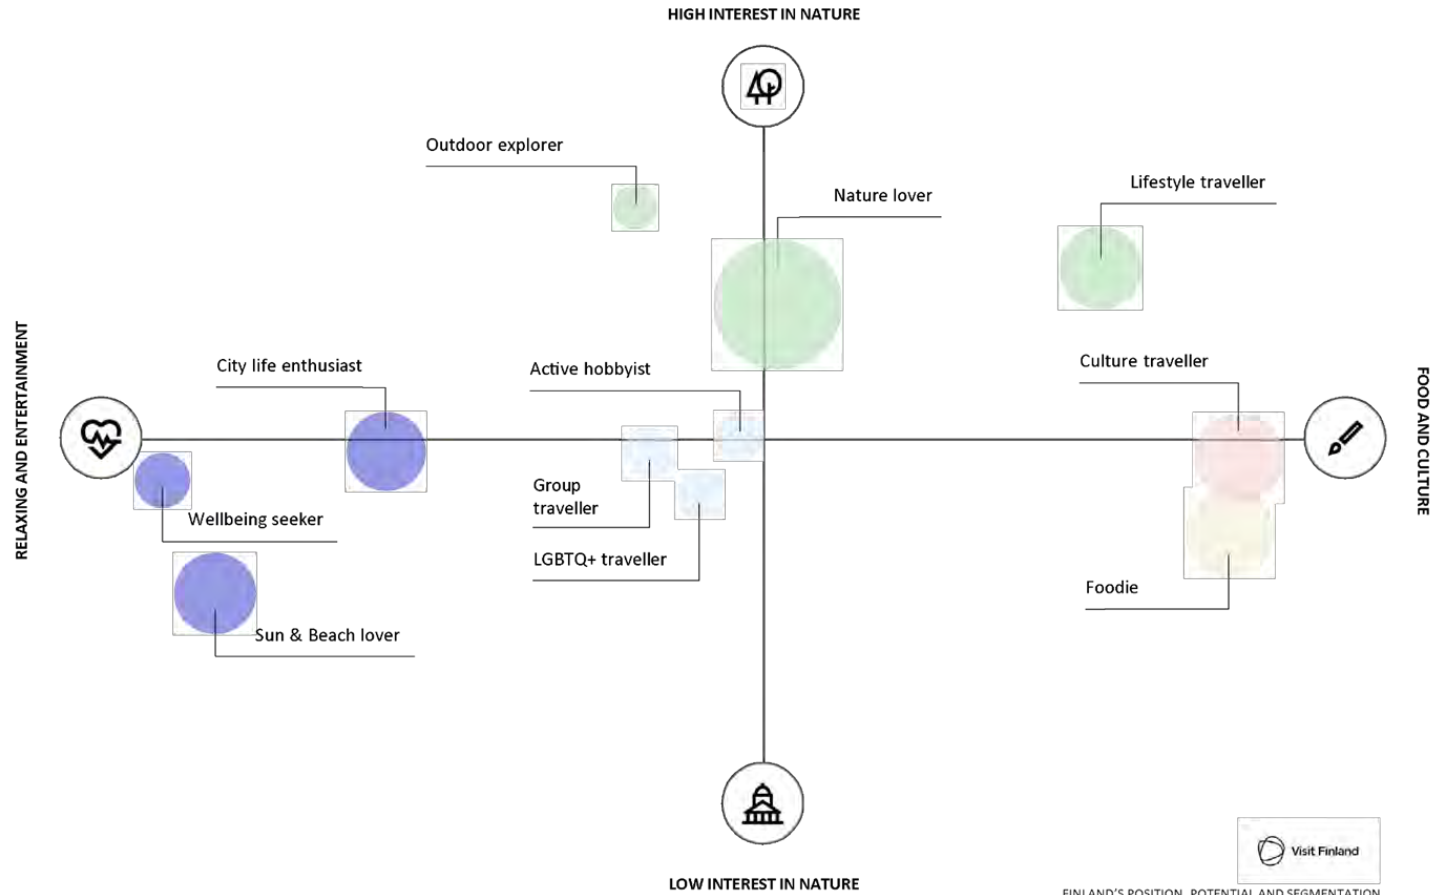 HIGH INTEREST IN NATURE
Outdoor explorer
Lifestyle traveller
Nature lover
City life enthusiast
Active hobbyist
Culture traveller
RELAXING AND ENTERTAINMENT
FOOD AND CULTURE
Group
traveller
Wellbeing seeker
LGBTQ+ traveller
Foodie
Sun & Beach lover
Visit Finland
LOW INTEREST IN NATURE
FINLAND'S POSITION, POTENTIAL AND SEGMENTATION